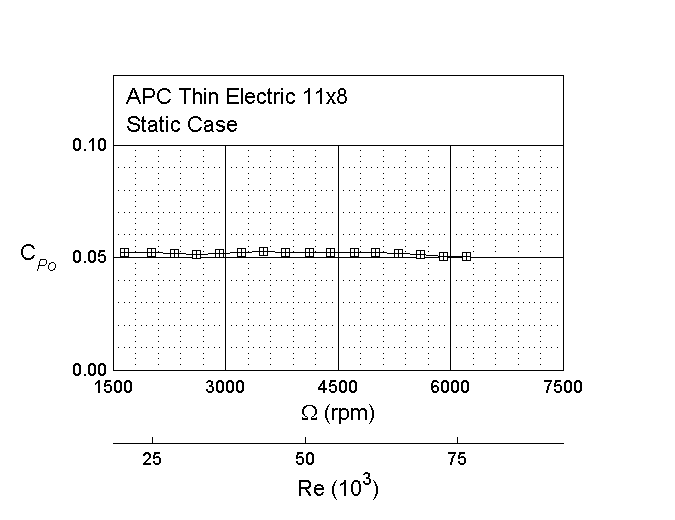 APC Thin Electric 11x8
Static Case
0.10
C_Po 0.05
0.00
1500 3000 4500 6000 7500
Ω (rpm)
25 50 75
Re (10³)